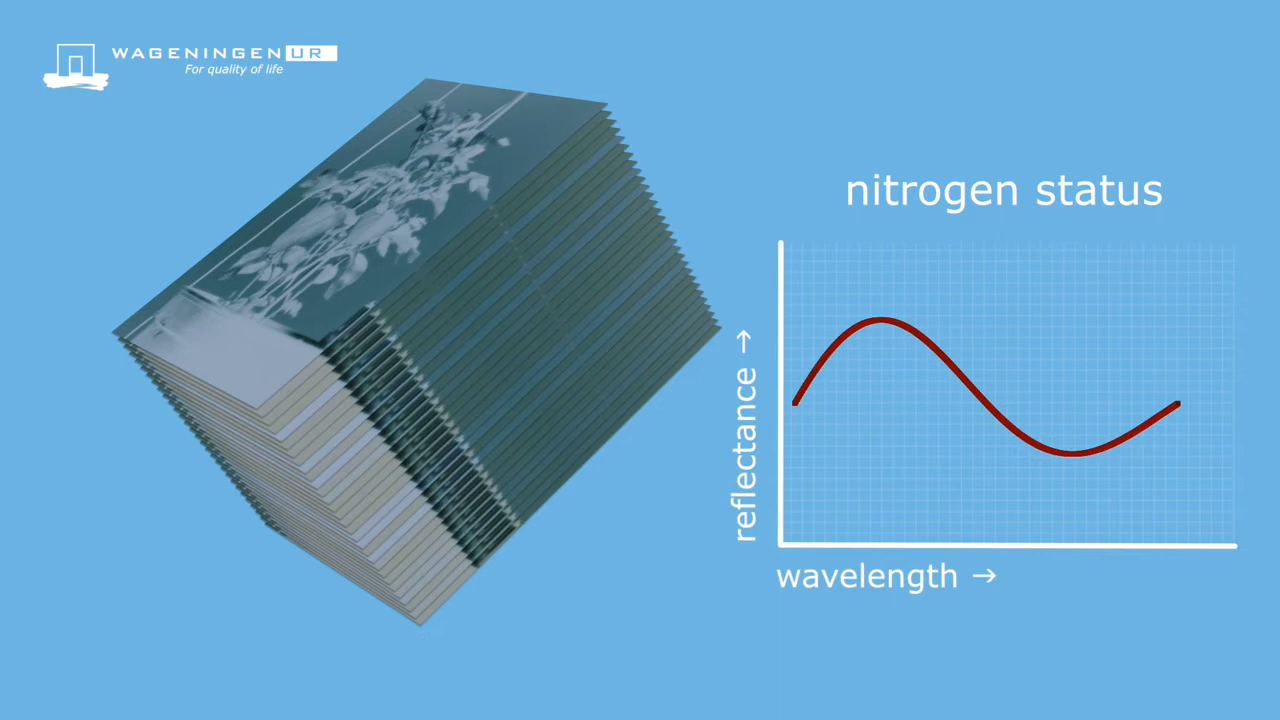 WAGENINGEN UR
For quality of life
nitrogen status
reflectance →
wavelength →